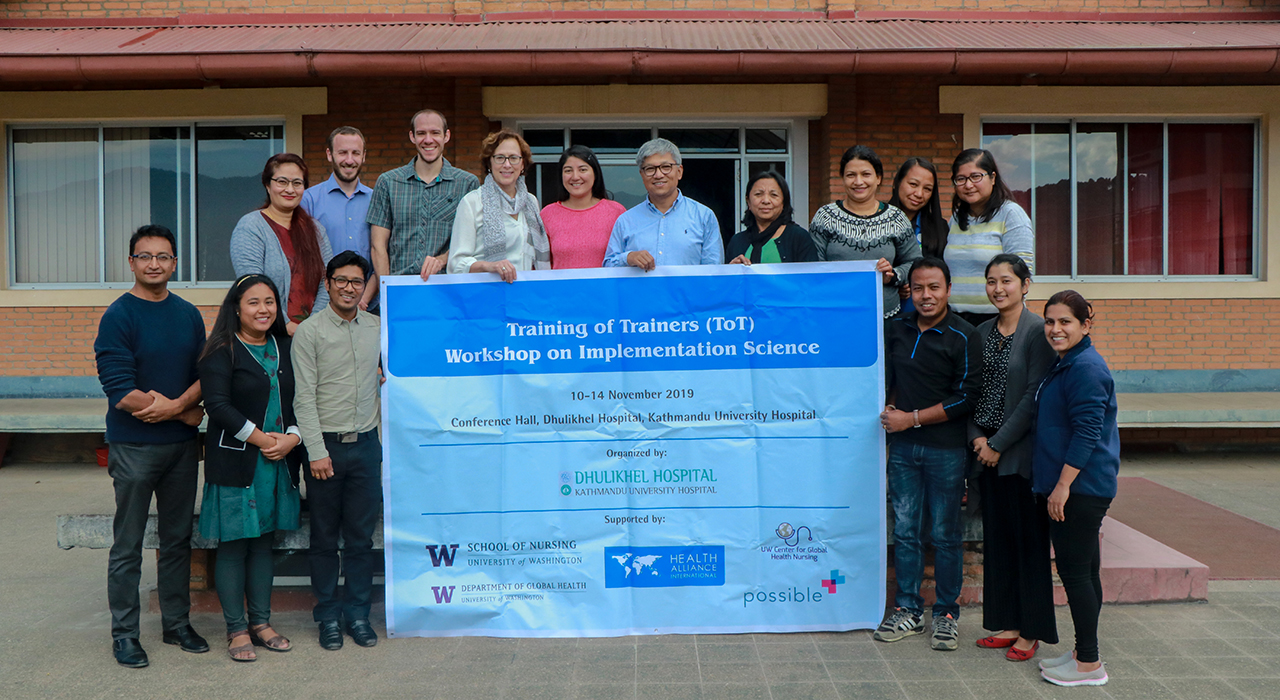 Training of Trainers (ToT)
Workshop on Implementation Science
10-14 November 2019
Conference Hall, Dhulikhel Hospital, Kathmandu University Hospital
Organized by:
DHULIKHEL HOSPITAL
KATHMANDU UNIVERSITY HOSPITAL
Supported by:
W SCHOOL OF NURSING
UNIVERSITY of WASHINGTON
HEALTH
ALLIANCE
INTERNATIONAL
UW Center for Global
Health Nursing
W DEPARTMENT OF GLOBAL HEALTH
UNIVERSITY of WASHINGTON
possible